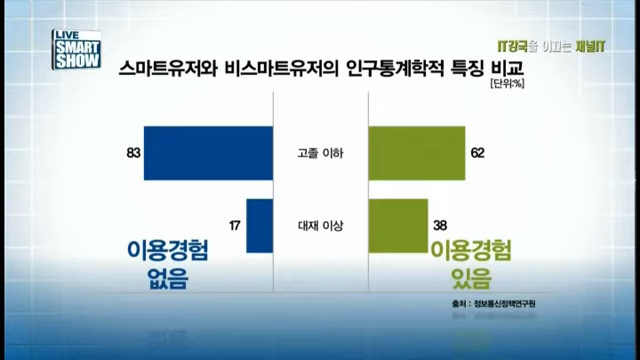 LIVE
SMART
SHOW
IT강국을 이끄는 채널IT
스마트유저와 비스마트유저의 인구통계학적 특징 비교
[단위:%]
83 고졸 이하 62
17 대재 이상 38
이용경험 이용경험
없음 있음
출처 : 정보통신정책연구원